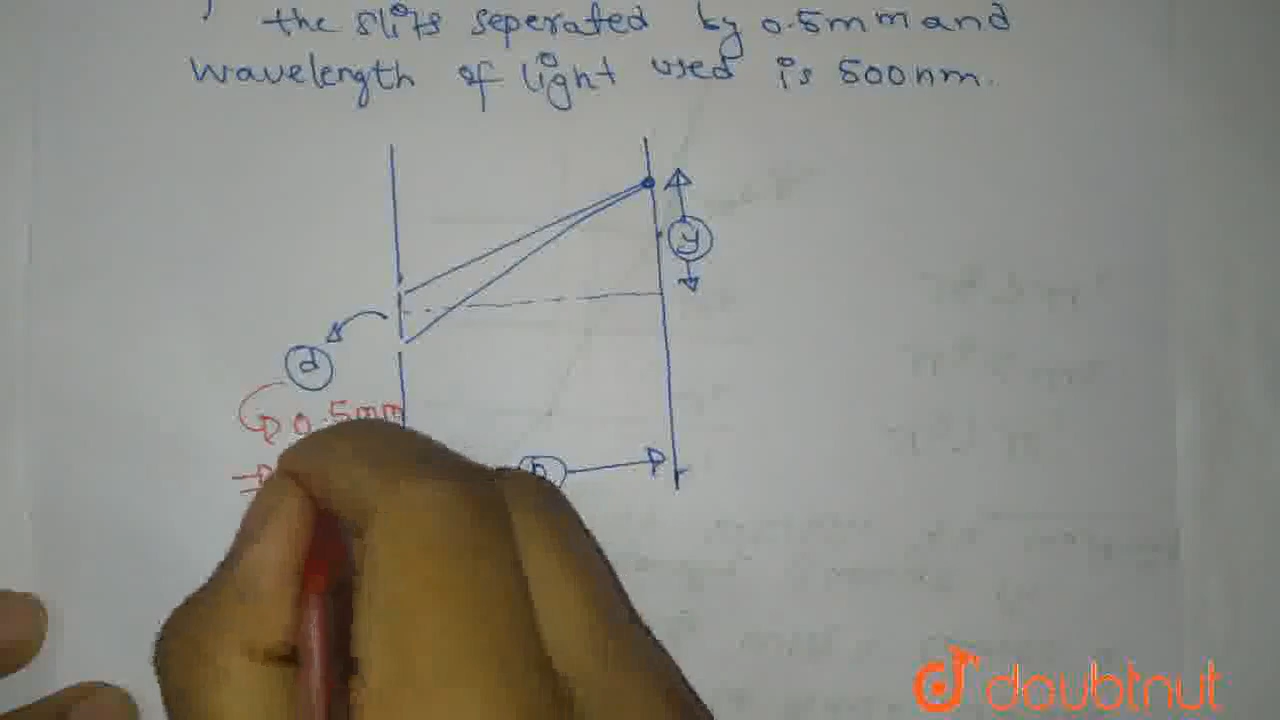 the slits seperated by 0.5mm and
wavelength of light used is 500nm.
y
d
0.5mm
D
doubtnut